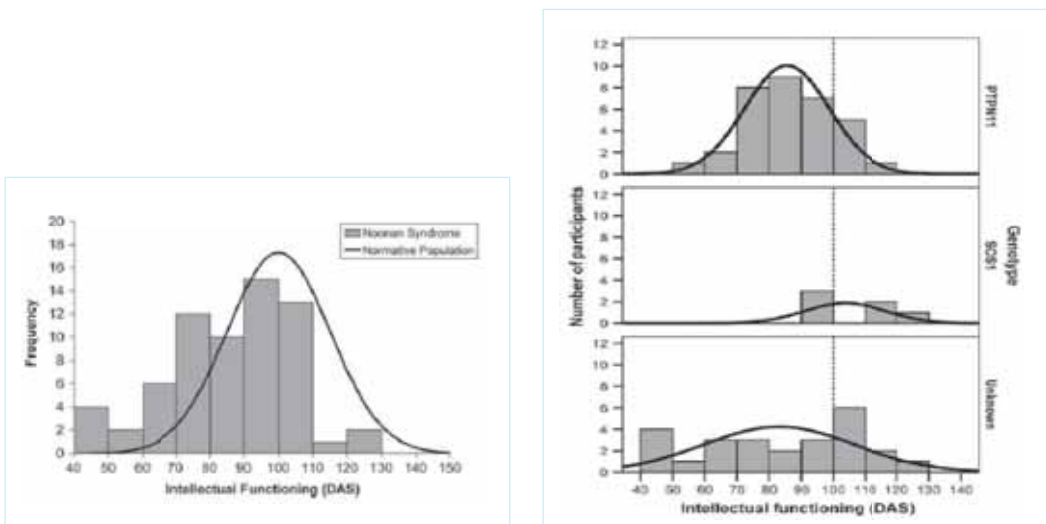 20
18
16
14
12
10
8
6
4
2
0
Frequency
Noonan Syndrome
Normative Population
40 50 60 70 80 90 100 110 120 130 140 150
Intellectual Functioning (DAS)
12
10
8
6
4
2
0
PTPN11
12
10
8
6
4
2
0
SOS1
12
10
8
6
4
2
0
Unknown
Number of participants
Genotype
40 50 60 70 80 90 100 110 120 130 140
Intellectual functioning (DAS)